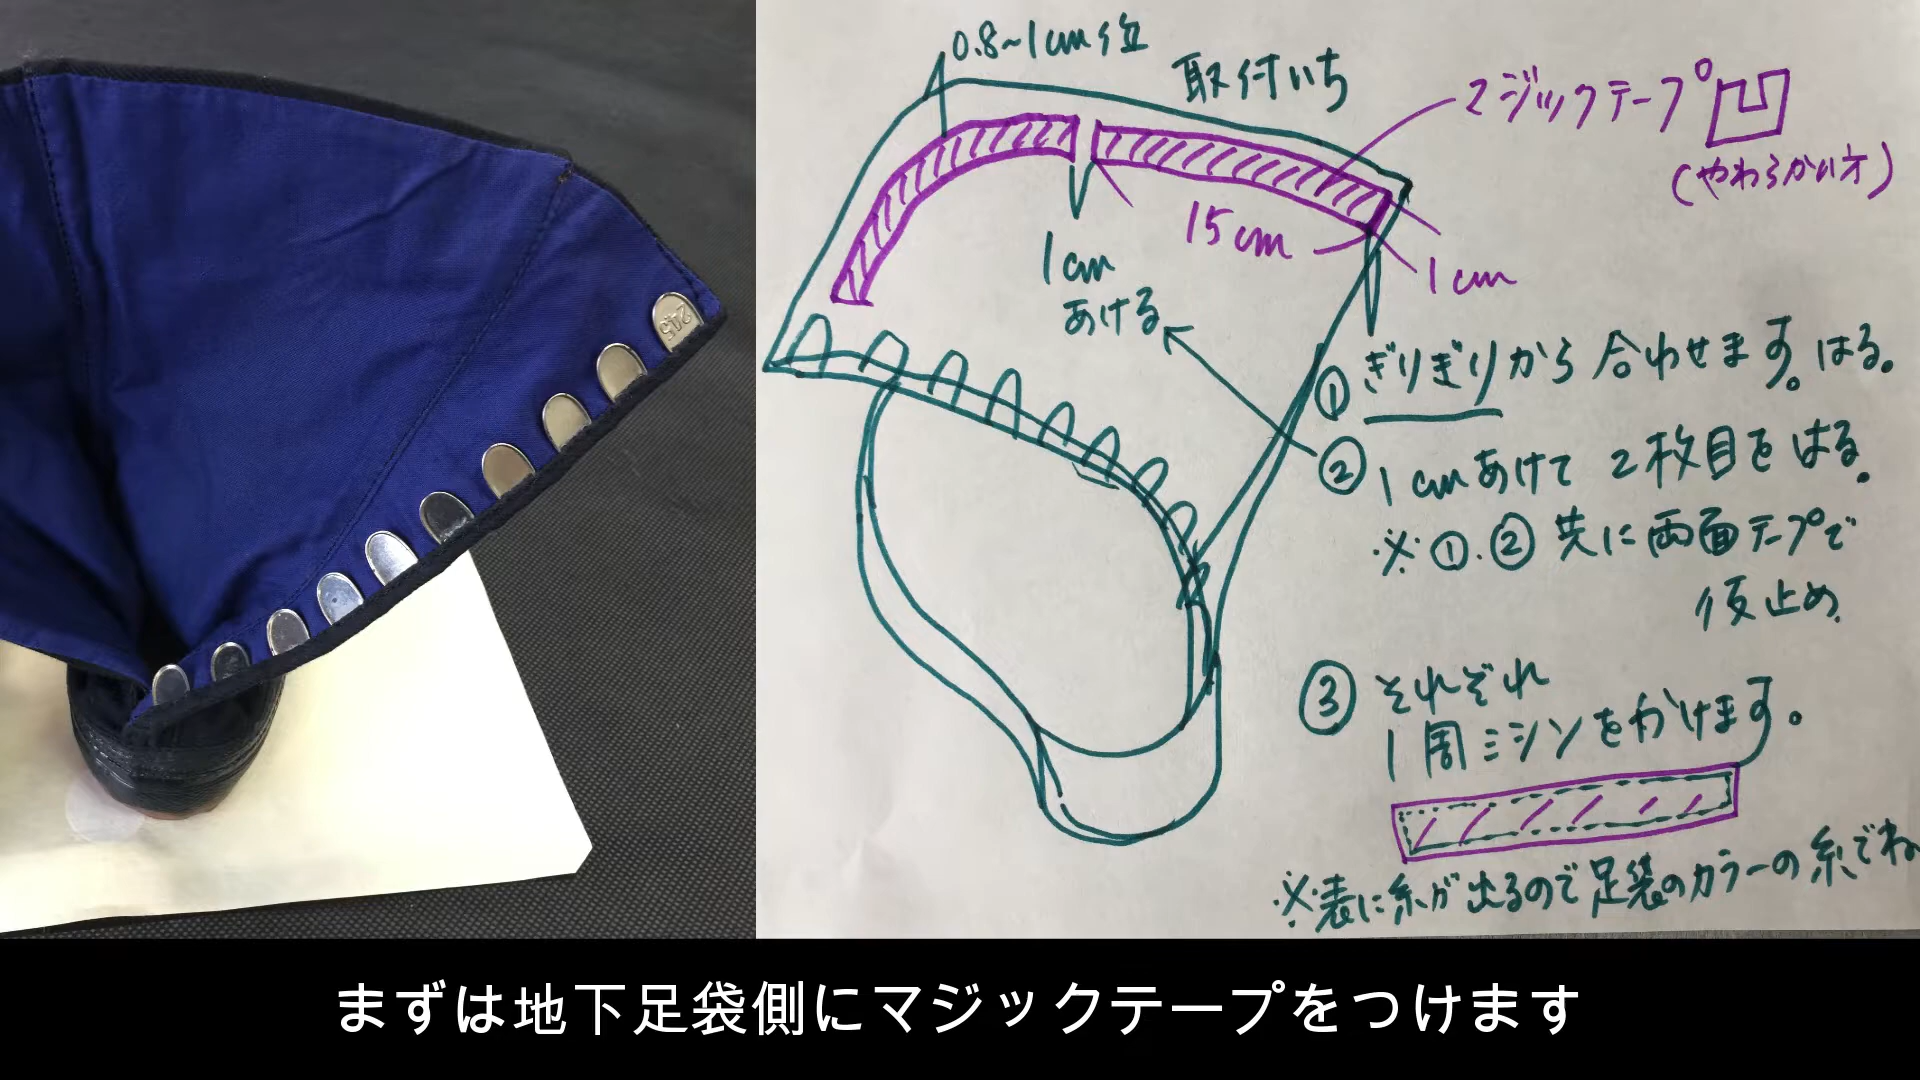 24.5
0.8~1cm位
取付いち
マジックテープ 凹
(やわらかい方)
15cm
1cm
1cm
あける
① ぎりぎりから合わせます。はる。
② 1cmあけて2枚目をはる。
※①.② 先に両面テープで
仮止め.
③ それぞれ
1周ミシンをかけます。
※表に糸が出るので足袋のカラーの糸でね
まずは地下足袋側にマジックテープをつけます